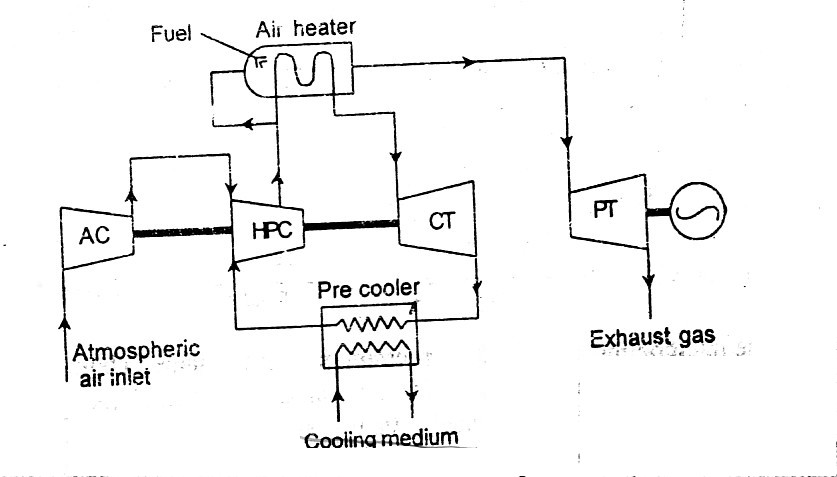 Fuel
Air heater
AC
HPC
CT
PT
Pre cooler
Atmospheric
air inlet
Exhaust gas
Cooling medium